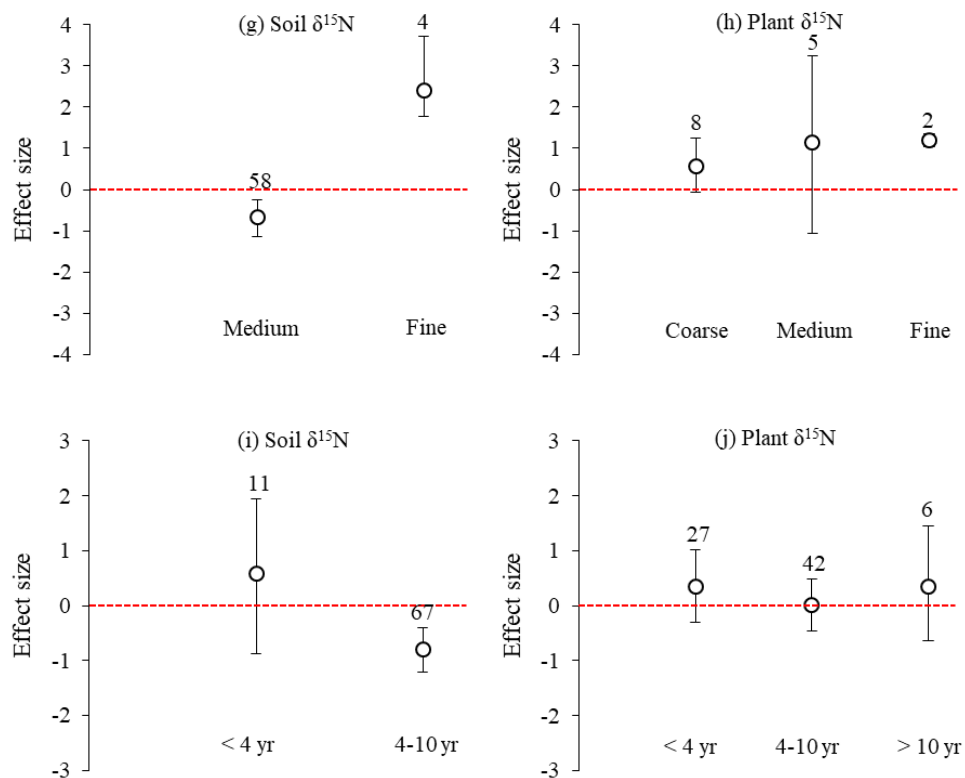 (g) Soil δ¹⁵N
Effect size
4
3
2
1
0
-1
-2
-3
-4
58
4
Medium
Fine
(h) Plant δ¹⁵N
Effect size
4
3
2
1
0
-1
-2
-3
-4
8
5
2
Coarse
Medium
Fine
(i) Soil δ¹⁵N
Effect size
3
2
1
0
-1
-2
-3
11
67
< 4 yr
4-10 yr
(j) Plant δ¹⁵N
Effect size
3
2
1
0
-1
-2
-3
27
42
6
< 4 yr
4-10 yr
> 10 yr